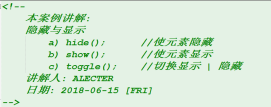 <!--
本案例讲解:
隐藏与显示
a) hide(); //使元素隐藏
b) show(); //使元素显示
c) toggle(); //切换显示 | 隐藏
讲解人: ALECTER
日期: 2018-06-15 [FRI]
-->